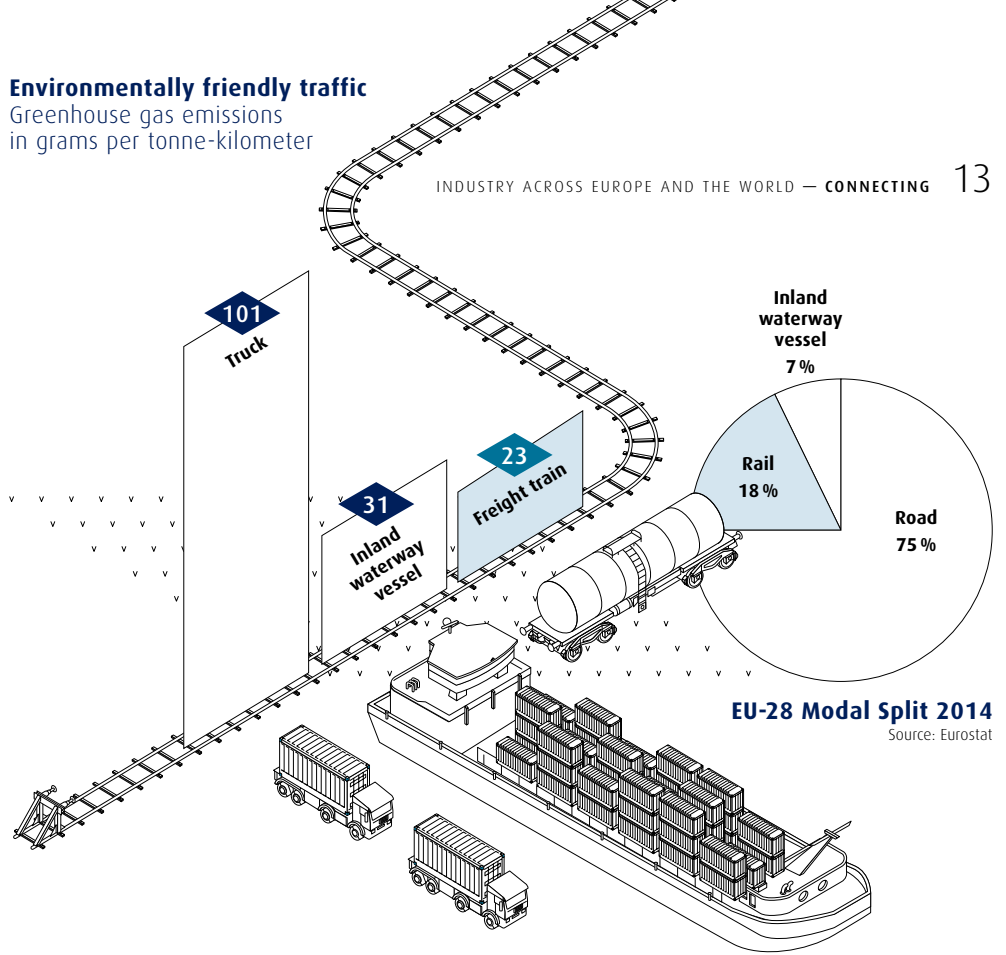 Environmentally friendly traffic
Greenhouse gas emissions
in grams per tonne-kilometer
INDUSTRY ACROSS EUROPE AND THE WORLD — CONNECTING 13
101
Truck
31
Inland
waterway
vessel
23
Freight train
Inland
waterway
vessel
7 %
Rail
18 %
Road
75 %
EU-28 Modal Split 2014
Source: Eurostat